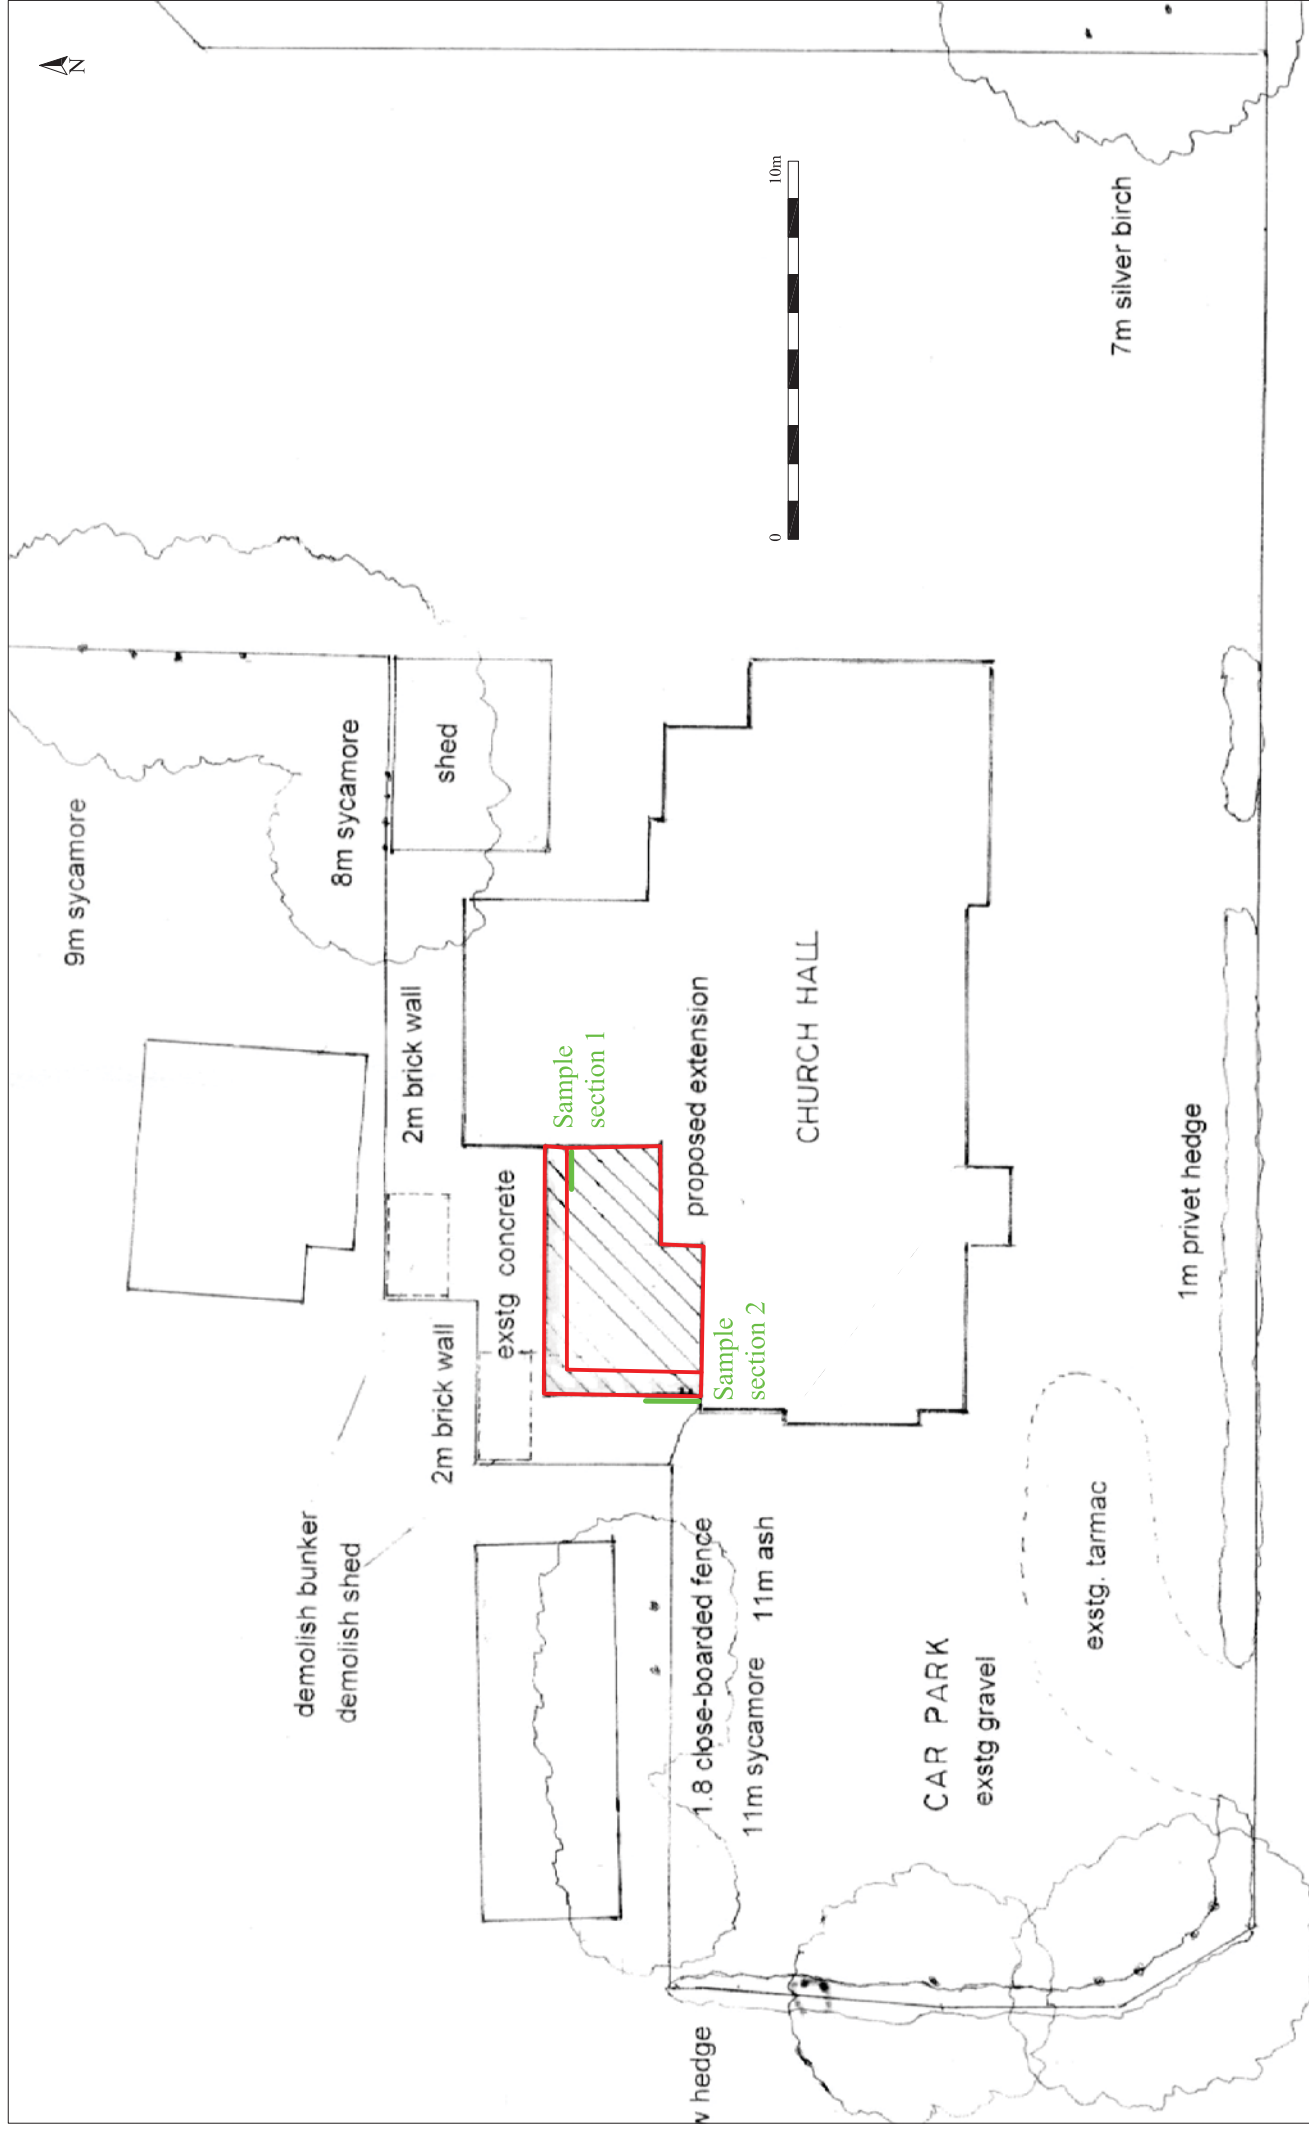 N
9m sycamore
8m sycamore
shed
2m brick wall
2m brick wall
demolish bunker
demolish shed
exstg concrete
Sample
section 1
proposed extension
CHURCH HALL
Sample
section 2
0
10m
7m silver birch
1m privet hedge
1.8 close-boarded fence
11m sycamore
11m ash
CAR PARK
exstg gravel
exstg. tarmac
hedge